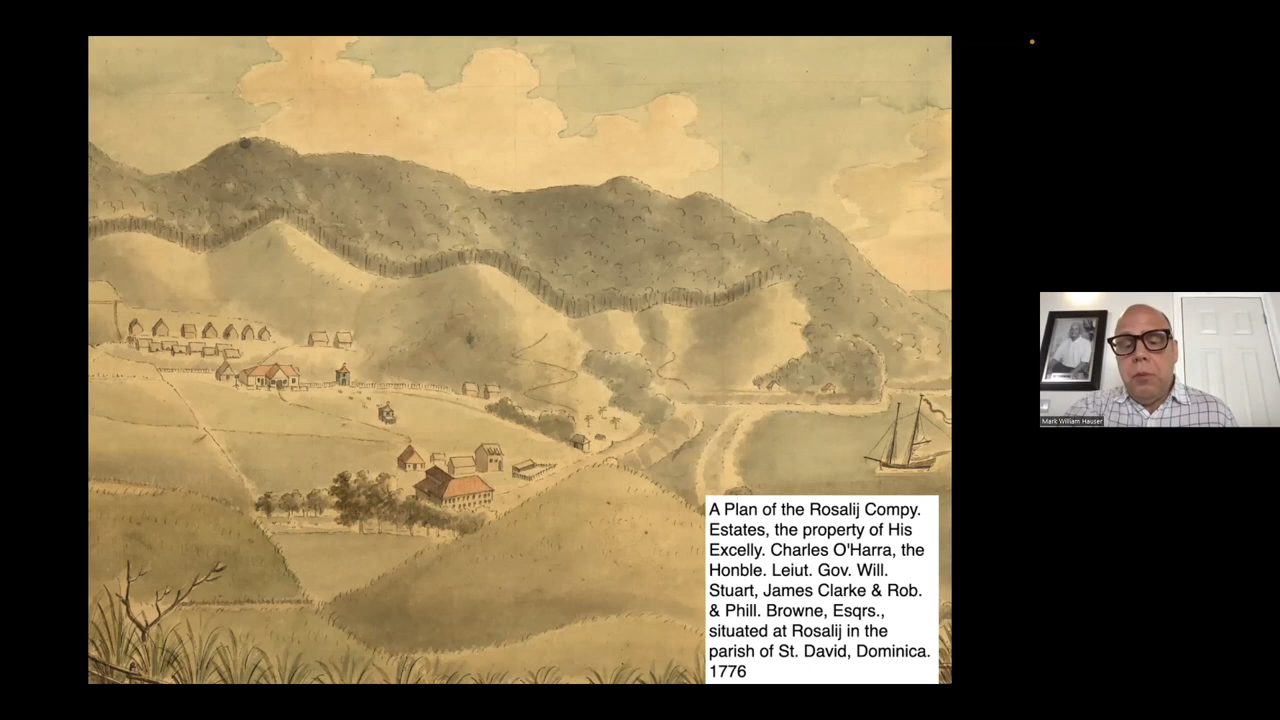 A Plan of the Rosalij Compy.
Estates, the property of His
Excelly. Charles O'Harra, the
Honble. Leiut. Gov. Will.
Stuart, James Clarke & Rob.
& Phill. Browne, Esqrs.,
situated at Rosalij in the
parish of St. David, Dominica.
1776
Mark William Hauser